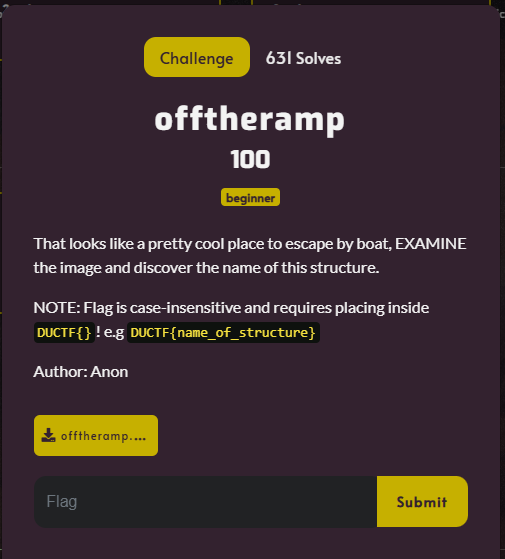 Challenge 631 Solves
offtheramp
100
beginner
That looks like a pretty cool place to escape by boat, EXAMINE
the image and discover the name of this structure.
NOTE: Flag is case-insensitive and requires placing inside
DUCTF{} ! e.g DUCTF{name_of_structure}
Author: Anon
offtheramp....
Flag Submit